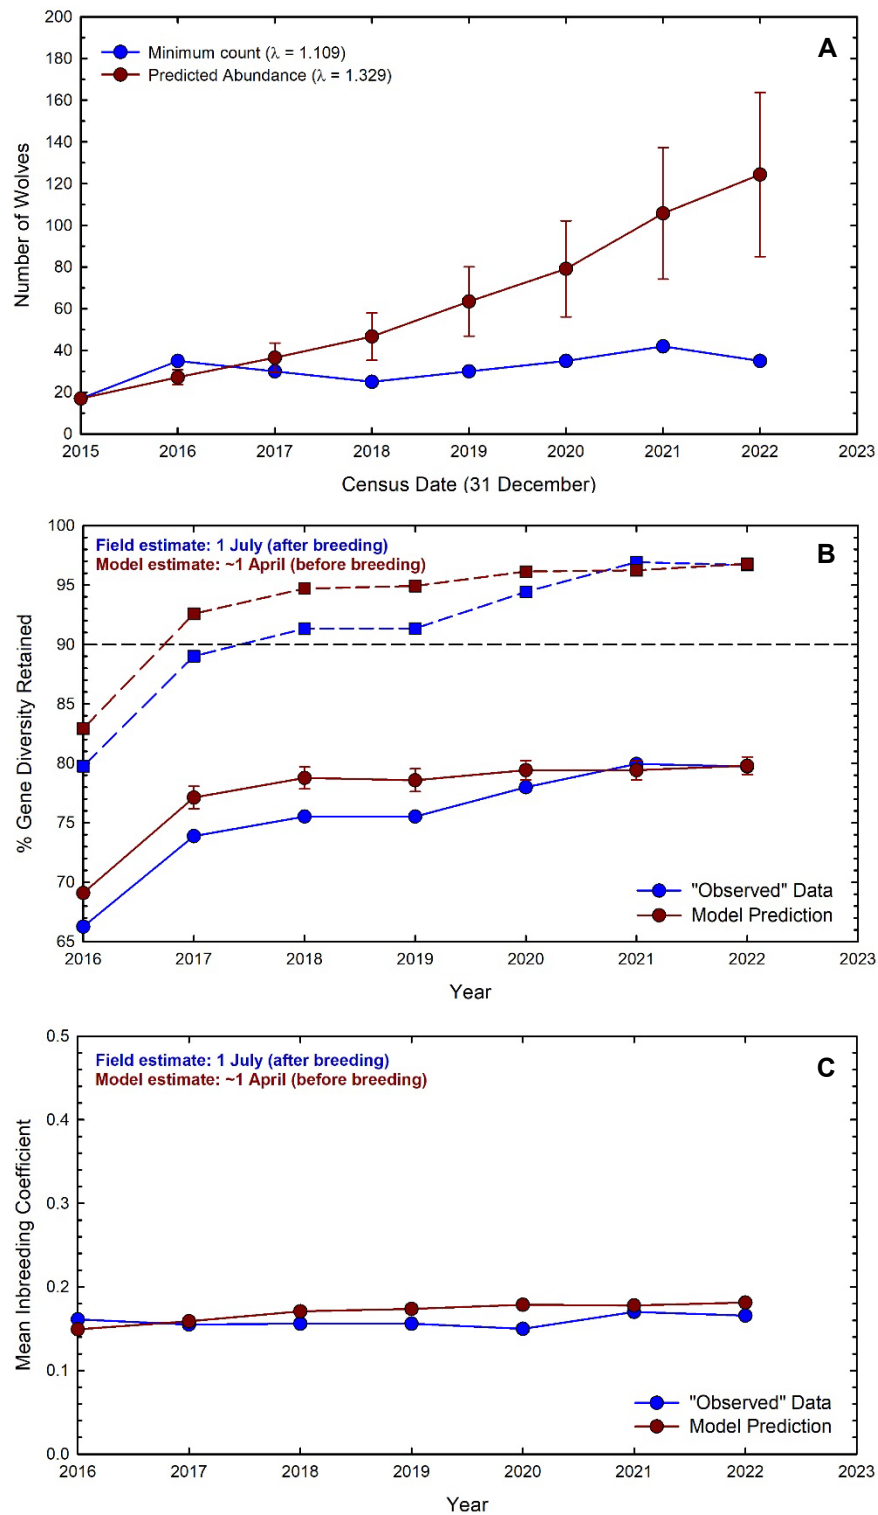 200
180
160
140
120
100
80
60
40
20
0
Number of Wolves
Minimum count (λ = 1.109)
Predicted Abundance (λ = 1.329)
A
2015 2016 2017 2018 2019 2020 2021 2022 2023
Census Date (31 December)
100
95
90
85
80
75
70
65
% Gene Diversity Retained
Field estimate: 1 July (after breeding)
Model estimate: ~1 April (before breeding)
B
"Observed" Data
Model Prediction
2016 2017 2018 2019 2020 2021 2022 2023
Year
0.5
0.4
0.3
0.2
0.1
0.0
Mean Inbreeding Coefficient
Field estimate: 1 July (after breeding)
Model estimate: ~1 April (before breeding)
C
"Observed" Data
Model Prediction
2016 2017 2018 2019 2020 2021 2022 2023
Year